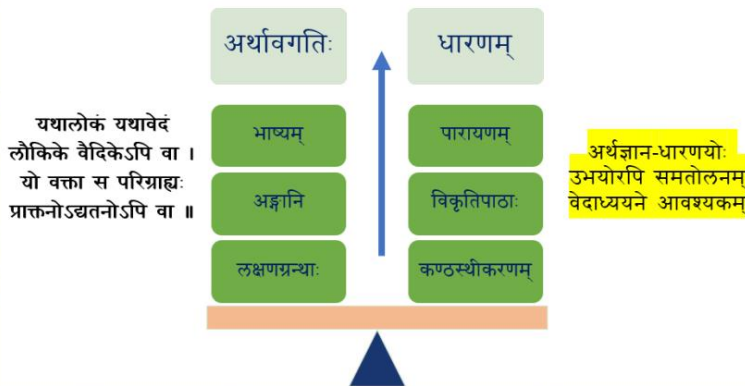 अर्थावगतिः
धारणम्
यथालोकं यथावेदं
लौकिके वैदिकेऽपि वा ।
यो वक्ता स परिग्राह्यः
प्राक्तनोऽद्यतनोऽपि वा ॥
भाष्यम्
पारायणम्
अङ्गानि
विकृतिपाठाः
लक्षणग्रन्थाः
कण्ठस्थीकरणम्
अर्थज्ञान-धारणयोः
उभयोरपि समतोलनम्
वेदाध्ययने आवश्यकम्